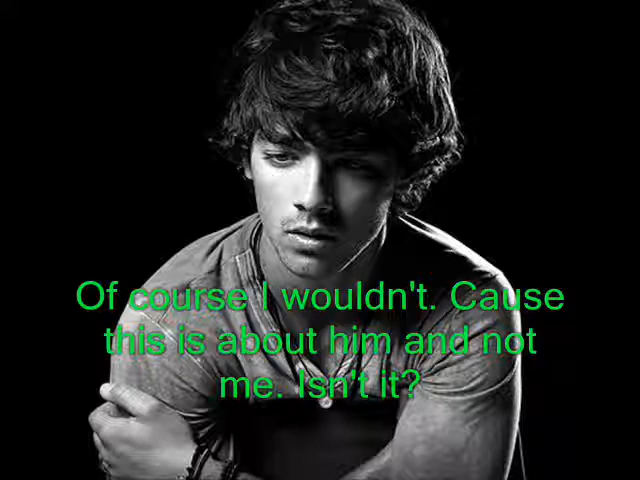 Of course I wouldn't. Cause
this is about him and not
me. Isn't it?